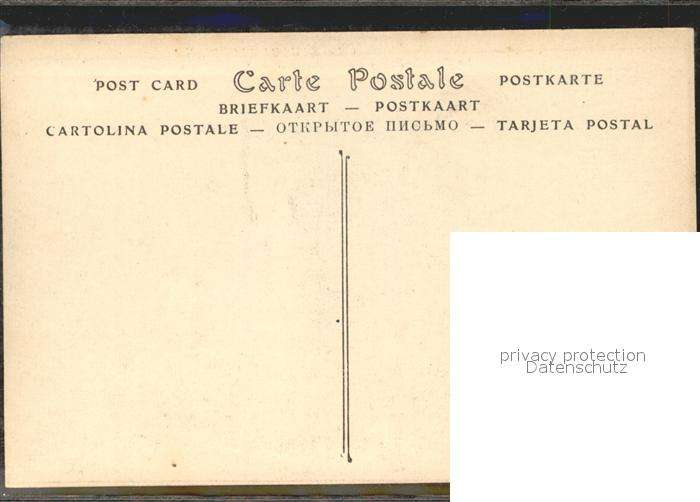 POST CARD Carte Postale POSTKARTE
BRIEFKAART — POSTKAART
CARTOLINA POSTALE — ОТКРЫТОЕ ПИСЬМО — TARJETA POSTAL
privacy protection
Datenschutz